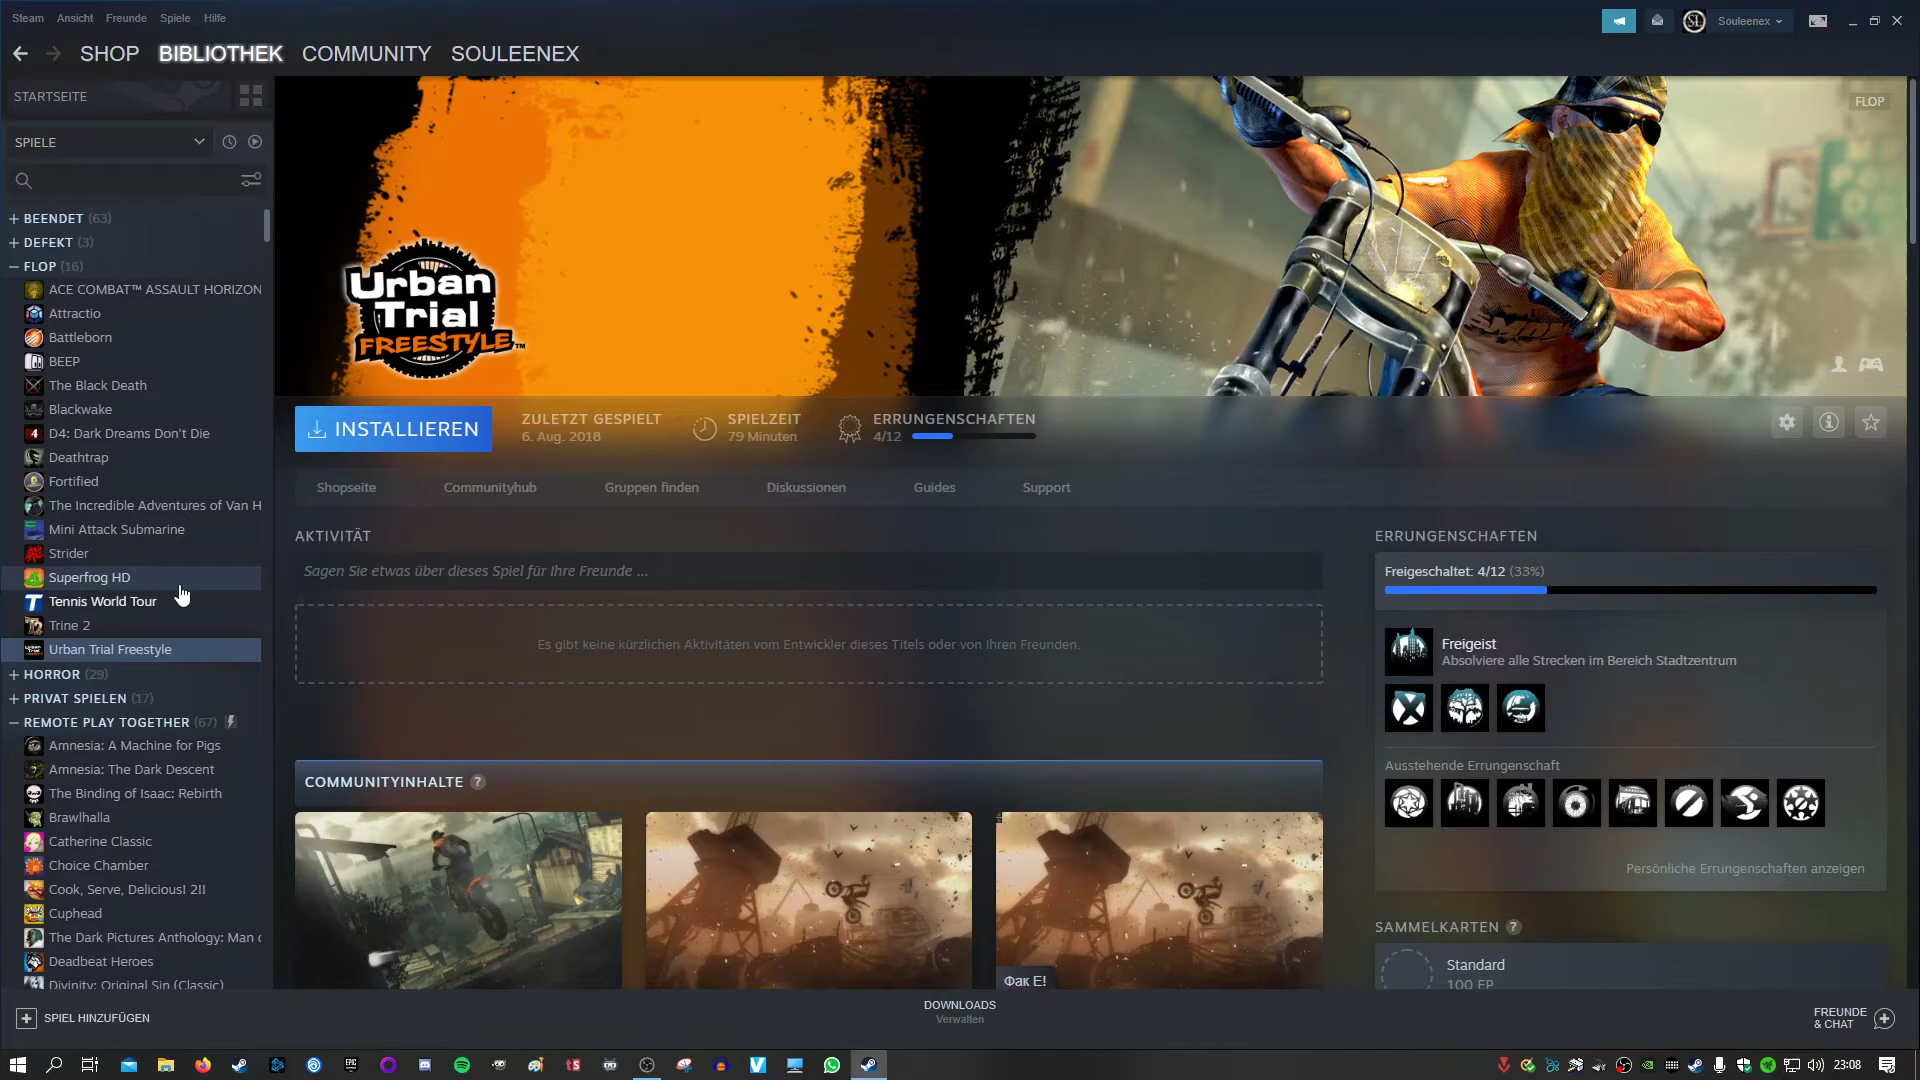 Steam Ansicht Freunde Spiele Hilfe
Souleenex
SHOP BIBLIOTHEK COMMUNITY SOULEENEX
STARTSEITE
SPIELE
BEENDET (63)
DEFEKT (3)
FLOP (16)
ACE COMBAT™ ASSAULT HORIZON
Attractio
Battleborn
BEEP
The Black Death
Blackwake
D4: Dark Dreams Don't Die
Deathtrap
Fortified
The Incredible Adventures of Van H
Mini Attack Submarine
Strider
Superfrog HD
Tennis World Tour
Trine 2
Urban Trial Freestyle
HORROR (29)
PRIVAT SPIELEN (17)
REMOTE PLAY TOGETHER (67)
Amnesia: A Machine for Pigs
Amnesia: The Dark Descent
The Binding of Isaac: Rebirth
Brawlhalla
Catherine Classic
Choice Chamber
Cook, Serve, Delicious! 2!!
Cuphead
The Dark Pictures Anthology: Man o
Deadbeat Heroes
Divinity: Original Sin (Classic)
SPIEL HINZUFÜGEN
FLOP
Urban
Trial
FREESTYLE™
INSTALLIEREN
ZULETZT GESPIELT
6. Aug. 2018
SPIELZEIT
79 Minuten
ERRUNGENSCHAFTEN
4/12
Shopseite Communityhub Gruppen finden Diskussionen Guides Support
AKTIVITÄT
Sagen Sie etwas über dieses Spiel für Ihre Freunde ...
Es gibt keine kürzlichen Aktivitäten vom Entwickler dieses Titels oder von Ihren Freunden.
COMMUNITYINHALTE ?
Фак Е!
ERRUNGENSCHAFTEN
Freigeschaltet: 4/12 (33%)
Freigeist
Absolviere alle Strecken im Bereich Stadtzentrum
Ausstehende Errungenschaft
Persönliche Errungenschaften anzeigen
SAMMELKARTEN ?
Standard
100 EP
DOWNLOADS
Verwalten
FREUNDE
& CHAT
23:08